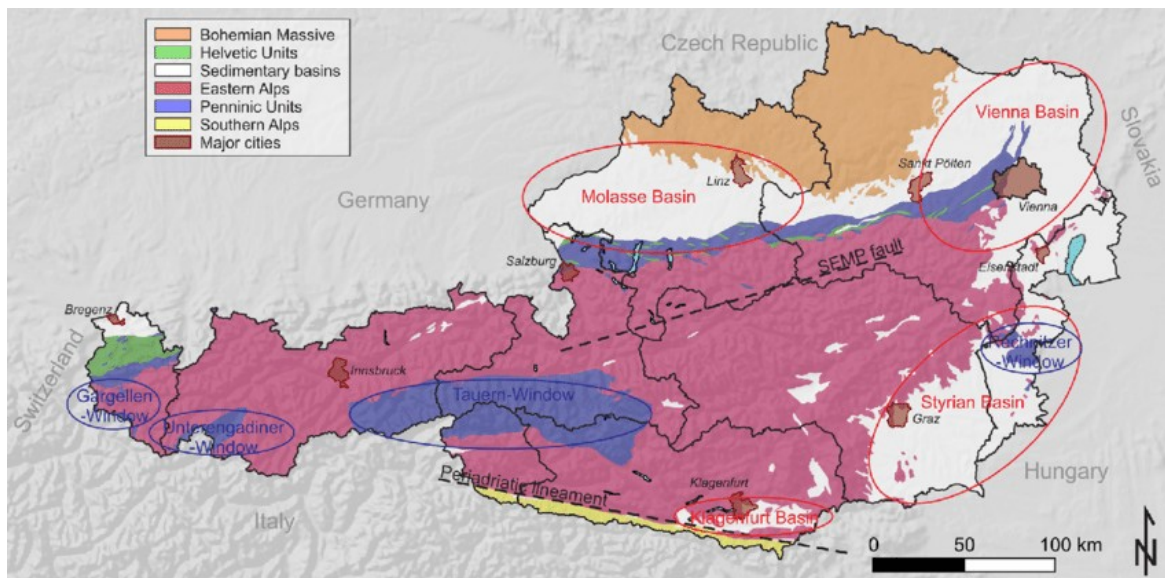 Bohemian Massive
Helvetic Units
Sedimentary basins
Eastern Alps
Penninic Units
Southern Alps
Major cities
Czech Republic
Vienna Basin
Slovakia
Sankt Pölten
Linz
Molasse Basin
Vienna
Germany
SEMP fault
Salzburg
Eisenstadt
Bregenz
Switzerland
Innsbruck
Rechnitzer
-Window
Gargellen
-Window
Tauern-Window
Styrian Basin
Unterengadiner
-Window
Graz
Hungary
Periadriatic lineament
Klagenfurt
Klagenfurt Basin
Italy
N
0 50 100 km